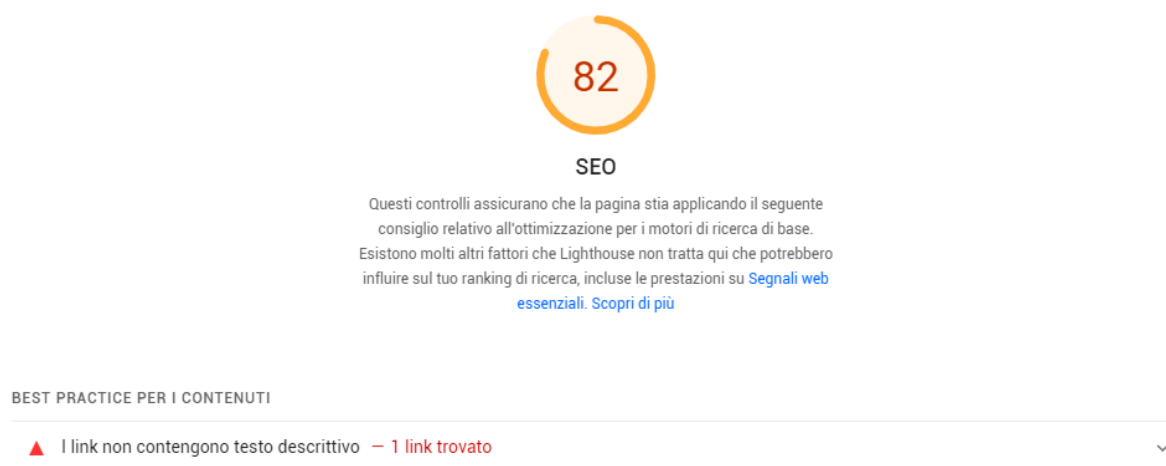 82
SEO
Questi controlli assicurano che la pagina stia applicando il seguente
consiglio relativo all'ottimizzazione per i motori di ricerca di base.
Esistono molti altri fattori che Lighthouse non tratta qui che potrebbero
influire sul tuo ranking di ricerca, incluse le prestazioni su Segnali web
essenziali. Scopri di più
BEST PRACTICE PER I CONTENUTI
I link non contengono testo descrittivo — 1 link trovato